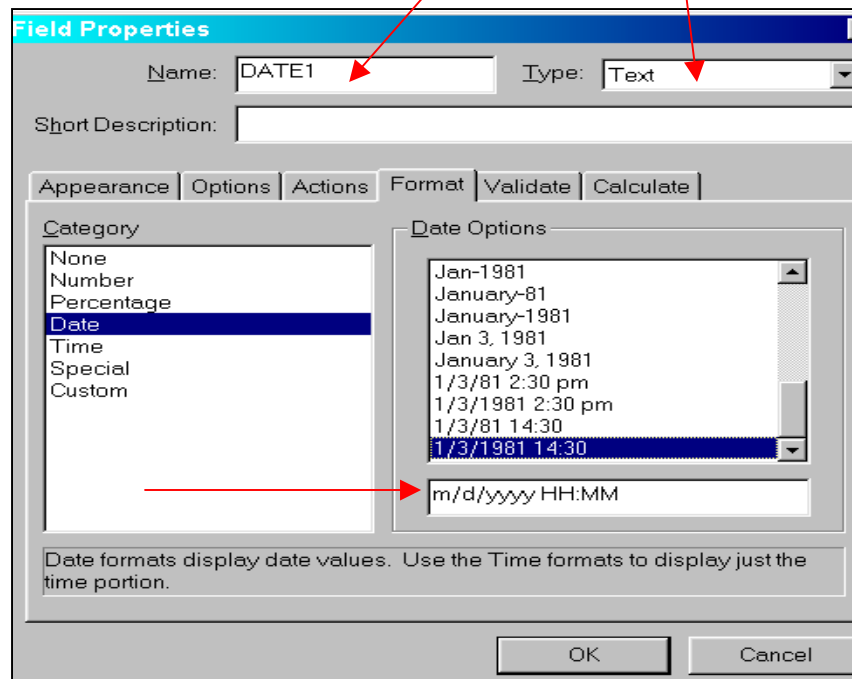 Field Properties
Name: DATE1 Type: Text
Short Description:
Appearance Options Actions Format Validate Calculate
Category
None
Number
Percentage
Date
Time
Special
Custom
Date Options
Jan-1981
January-81
January-1981
Jan 3, 1981
January 3, 1981
1/3/81 2:30 pm
1/3/1981 2:30 pm
1/3/81 14:30
1/3/1981 14:30
m/d/yyyy HH:MM
Date formats display date values. Use the Time formats to display just the
time portion.
OK Cancel